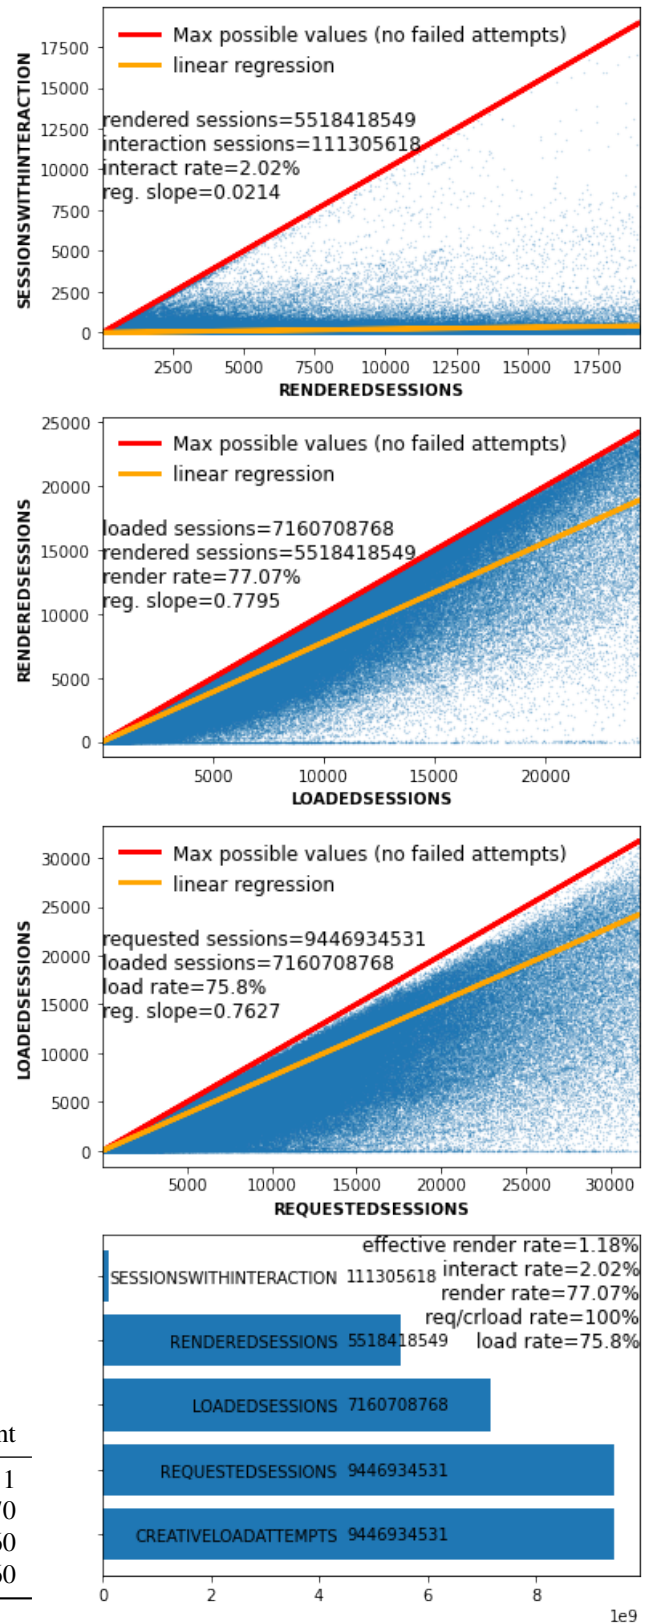 Max possible values (no failed attempts)
linear regression
rendered sessions=5518418549
interaction sessions=111305618
interact rate=2.02%
reg. slope=0.0214
SESSIONSWITHINTERACTION
17500
15000
12500
10000
7500
5000
2500
0
2500 5000 7500 10000 12500 15000 17500
RENDEREDSESSIONS
Max possible values (no failed attempts)
linear regression
loaded sessions=7160708768
rendered sessions=5518418549
render rate=77.07%
reg. slope=0.7795
RENDEREDSESSIONS
25000
20000
15000
10000
5000
0
5000 10000 15000 20000
LOADEDSESSIONS
Max possible values (no failed attempts)
linear regression
requested sessions=9446934531
loaded sessions=7160708768
load rate=75.8%
reg. slope=0.7627
LOADEDSESSIONS
30000
25000
20000
15000
10000
5000
0
5000 10000 15000 20000 25000 30000
REQUESTEDSESSIONS
effective render rate=1.18%
interact rate=2.02%
render rate=77.07%
req/crload rate=100%
load rate=75.8%
SESSIONSWITHINTERACTION 111305618
RENDEREDSESSIONS 5518418549
LOADEDSESSIONS 7160708768
REQUESTEDSESSIONS 9446934531
CREATIVELOADATTEMPTS 9446934531
0 2 4 6 8
1e9
1